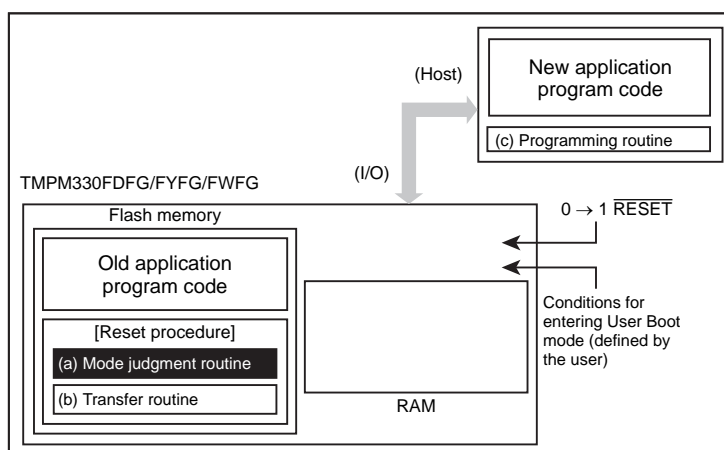 (Host)
New application
program code
(c) Programming routine
(I/O)
TMPM330FDFG/FYFG/FWFG
Flash memory
Old application
program code
[Reset procedure]
(a) Mode judgment routine
(b) Transfer routine
RAM
0 → 1 RESET
Conditions for
entering User Boot
mode (defined by
the user)